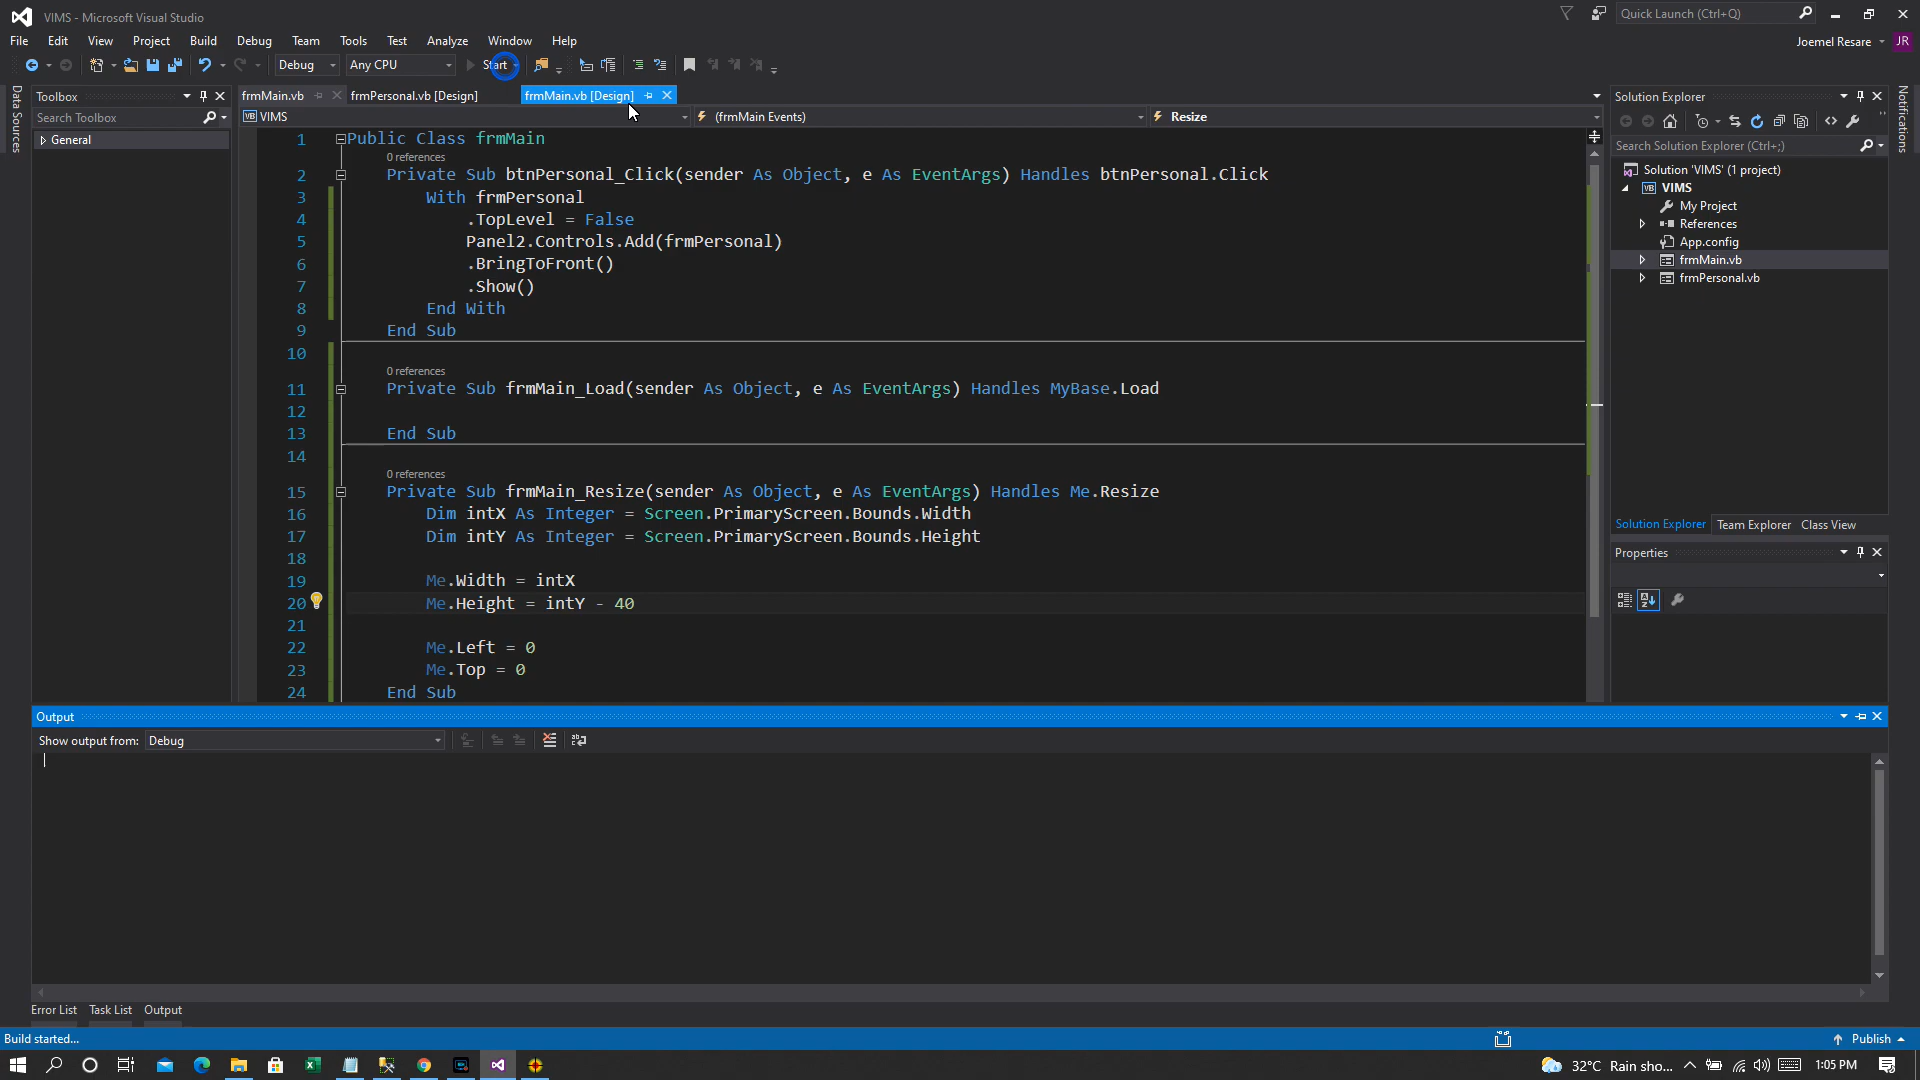 VIMS - Microsoft Visual Studio
Quick Launch (Ctrl+Q)
File Edit View Project Build Debug Team Tools Test Analyze Window Help
Joemel Resare JR
Debug Any CPU Start
Data Sources
Toolbox
Search Toolbox
General
frmMain.vb frmPersonal.vb [Design] frmMain.vb [Design]
VB VIMS (frmMain Events) Resize
1 Public Class frmMain
0 references
2 Private Sub btnPersonal_Click(sender As Object, e As EventArgs) Handles btnPersonal.Click
3 With frmPersonal
4 .TopLevel = False
5 Panel2.Controls.Add(frmPersonal)
6 .BringToFront()
7 .Show()
8 End With
9 End Sub
10
0 references
11 Private Sub frmMain_Load(sender As Object, e As EventArgs) Handles MyBase.Load
12
13 End Sub
14
0 references
15 Private Sub frmMain_Resize(sender As Object, e As EventArgs) Handles Me.Resize
16 Dim intX As Integer = Screen.PrimaryScreen.Bounds.Width
17 Dim intY As Integer = Screen.PrimaryScreen.Bounds.Height
18
19 Me.Width = intX
20 Me.Height = intY - 40
21
22 Me.Left = 0
23 Me.Top = 0
24 End Sub
Solution Explorer
Search Solution Explorer (Ctrl+;)
Solution 'VIMS' (1 project)
VB VIMS
My Project
References
App.config
frmMain.vb
frmPersonal.vb
Solution Explorer Team Explorer Class View
Properties
Notifications
Output
Show output from: Debug
Error List Task List Output
Build started...
Publish
32°C Rain sho... 1:05 PM